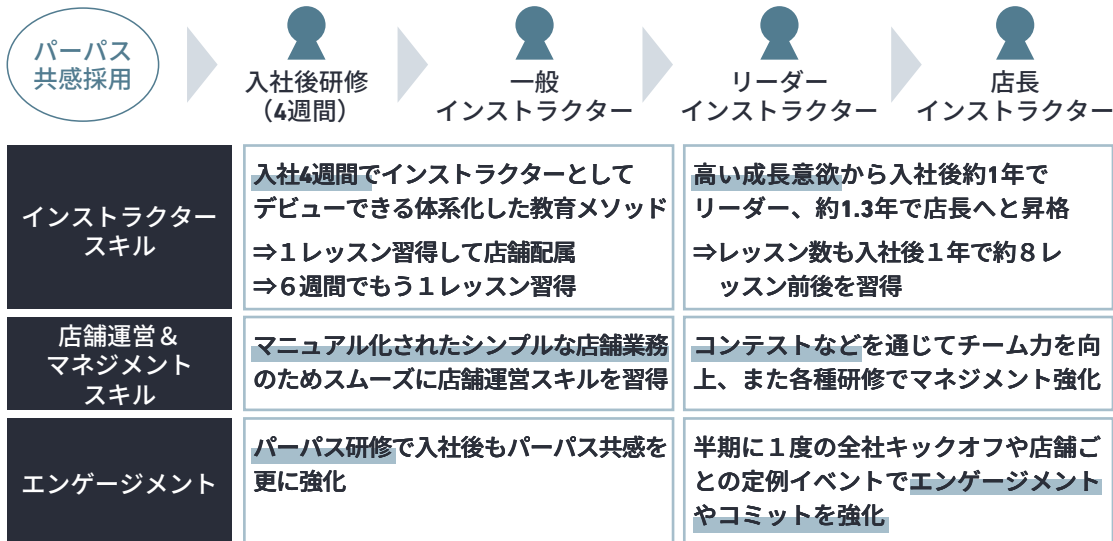 パーパス
共感採用
入社後研修
（4週間）
一般
インストラクター
リーダー
インストラクター
店長
インストラクター
インストラクター
スキル
入社4週間でインストラクターとして
デビューできる体系化した教育メソッド
⇒１レッスン習得して店舗配属
⇒６週間でもう１レッスン習得
高い成長意欲から入社後約1年で
リーダー、約1.3年で店長へと昇格
⇒レッスン数も入社後１年で約８レ
ッスン前後を習得
店舗運営＆
マネジメント
スキル
マニュアル化されたシンプルな店舗業務
のためスムーズに店舗運営スキルを習得
コンテストなどを通じてチーム力を向
上、また各種研修でマネジメント強化
エンゲージメント
パーパス研修で入社後もパーパス共感を
更に強化
半期に１度の全社キックオフや店舗ご
との定例イベントでエンゲージメント
やコミットを強化